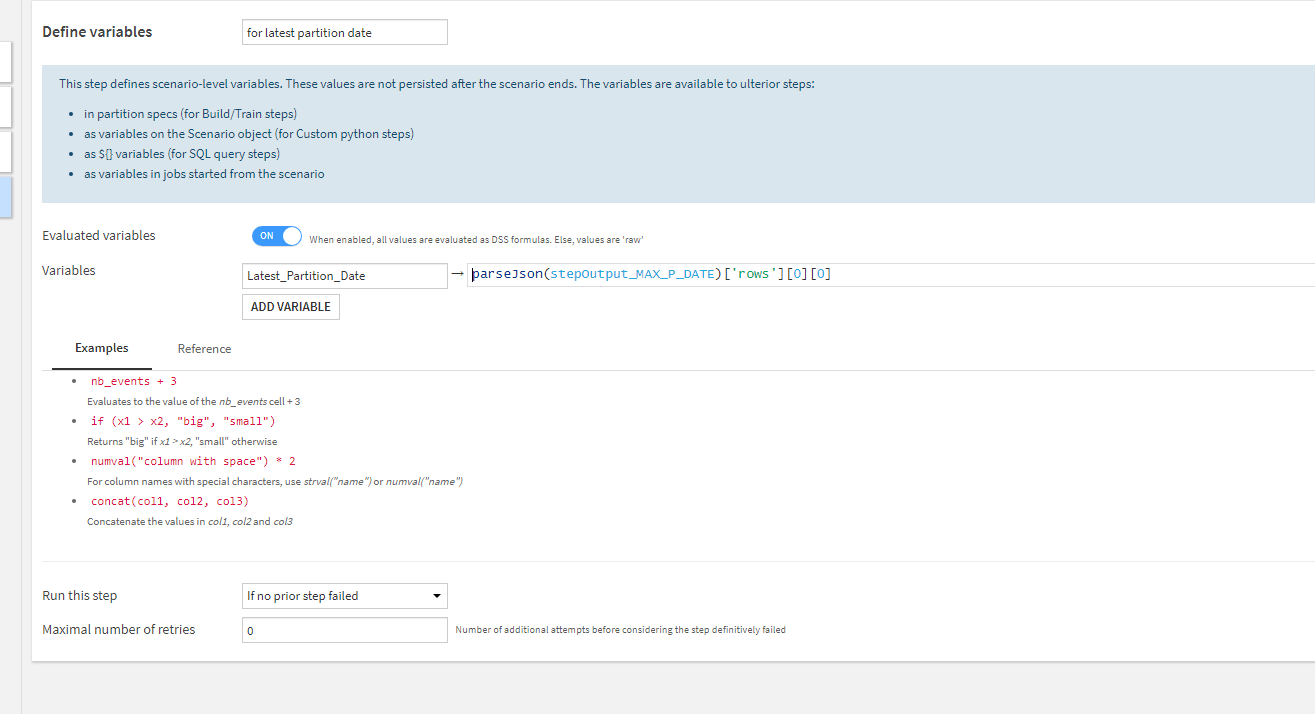 Define variables for latest partition date
This step defines scenario-level variables. These values are not persisted after the scenario ends. The variables are available to ulterior steps:
• in partition specs (for Build/Train steps)
• as variables on the Scenario object (for Custom python steps)
• as ${} variables (for SQL query steps)
• as variables in jobs started from the scenario
Evaluated variables ON When enabled, all values are evaluated as DSS formulas. Else, values are 'raw'
Variables Latest_Partition_Date → parseJson(stepOutput_MAX_P_DATE)['rows'][0][0]
ADD VARIABLE
Examples Reference
• nb_events + 3
Evaluates to the value of the nb_events cell + 3
• if (x1 > x2, "big", "small")
Returns "big" if x1 > x2, "small" otherwise
• numval("column with space") * 2
For column names with special characters, use strval("name") or numval("name")
• concat(col1, col2, col3)
Concatenate the values in col1, col2 and col3
Run this step If no prior step failed
Maximal number of retries 0 Number of additional attempts before considering the step definitively failed